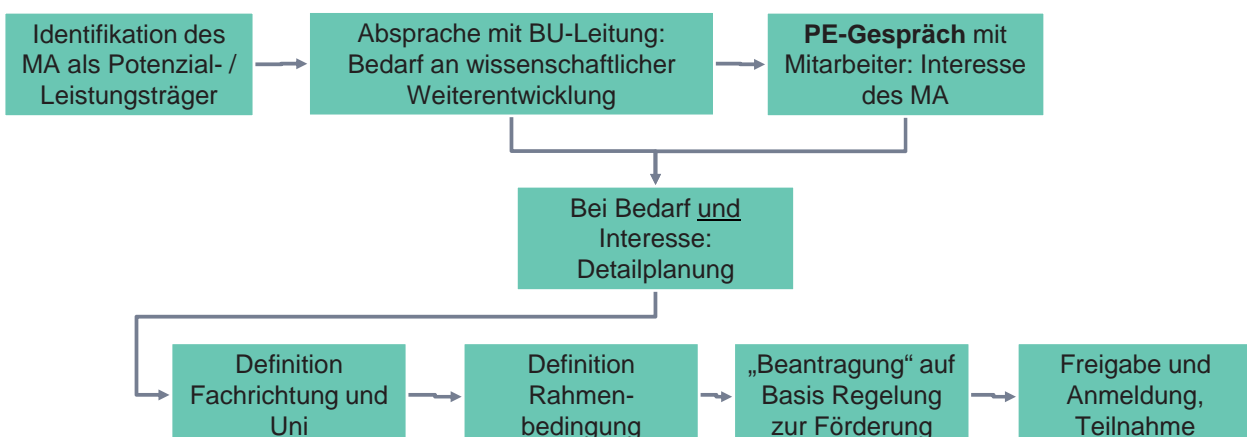 Identifikation des
MA als Potenzial- /
Leistungsträger
Absprache mit BU-Leitung:
Bedarf an wissenschaftlicher
Weiterentwicklung
PE-Gespräch mit
Mitarbeiter: Interesse
des MA
Bei Bedarf und
Interesse:
Detailplanung
Definition
Fachrichtung und
Uni
Definition
Rahmen-
bedingung
„Beantragung“ auf
Basis Regelung
zur Förderung
Freigabe und
Anmeldung,
Teilnahme